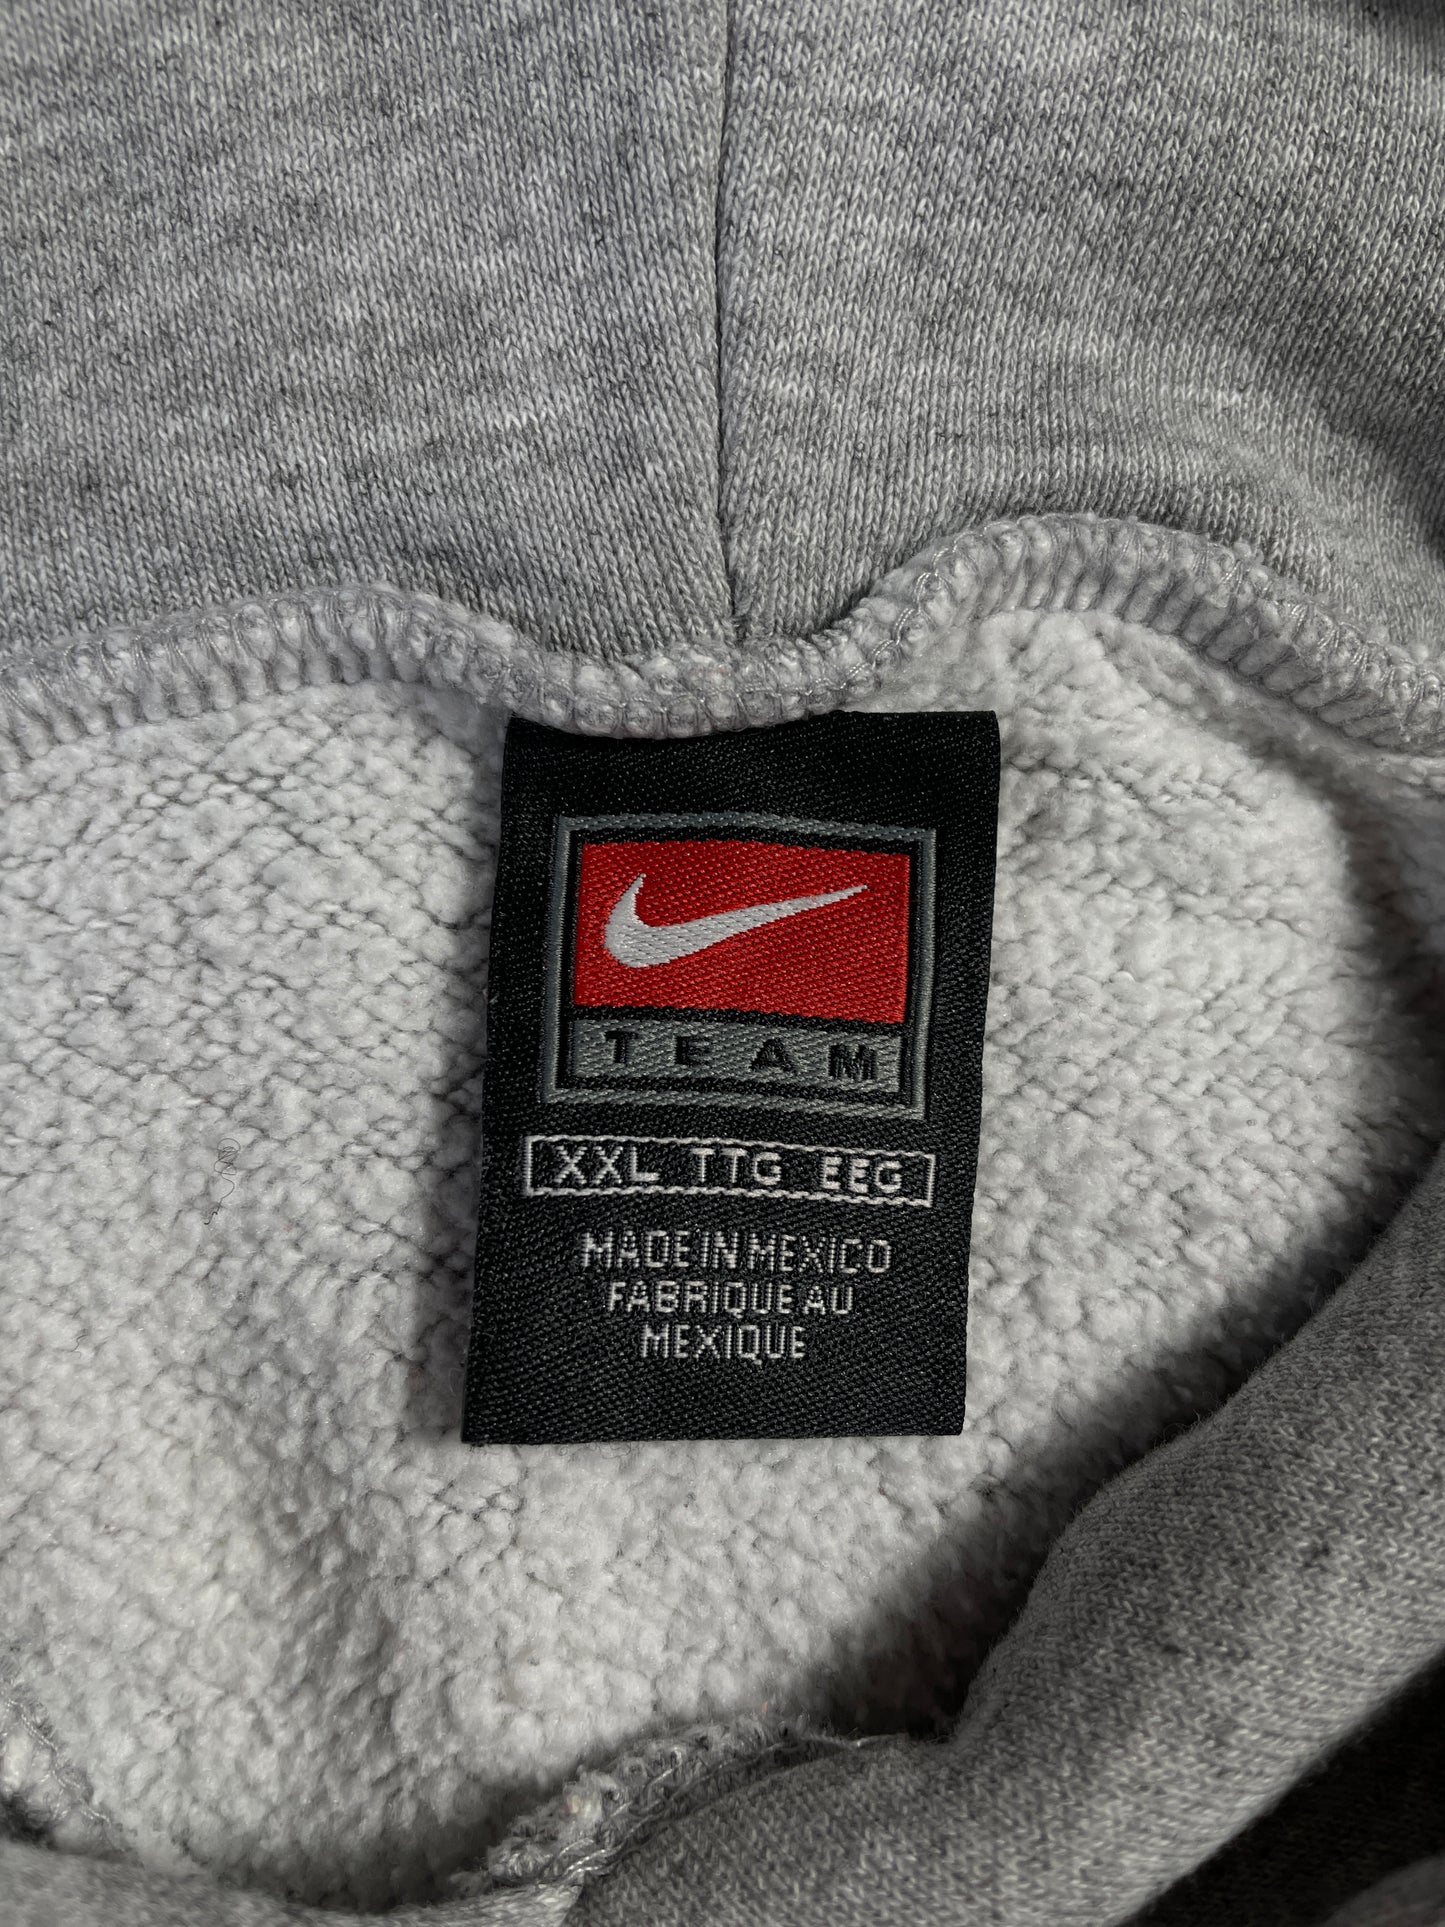 TEAM
XXL TTG EEG
MADE IN MEXICO
FABRIQUE AU
MEXIQUE